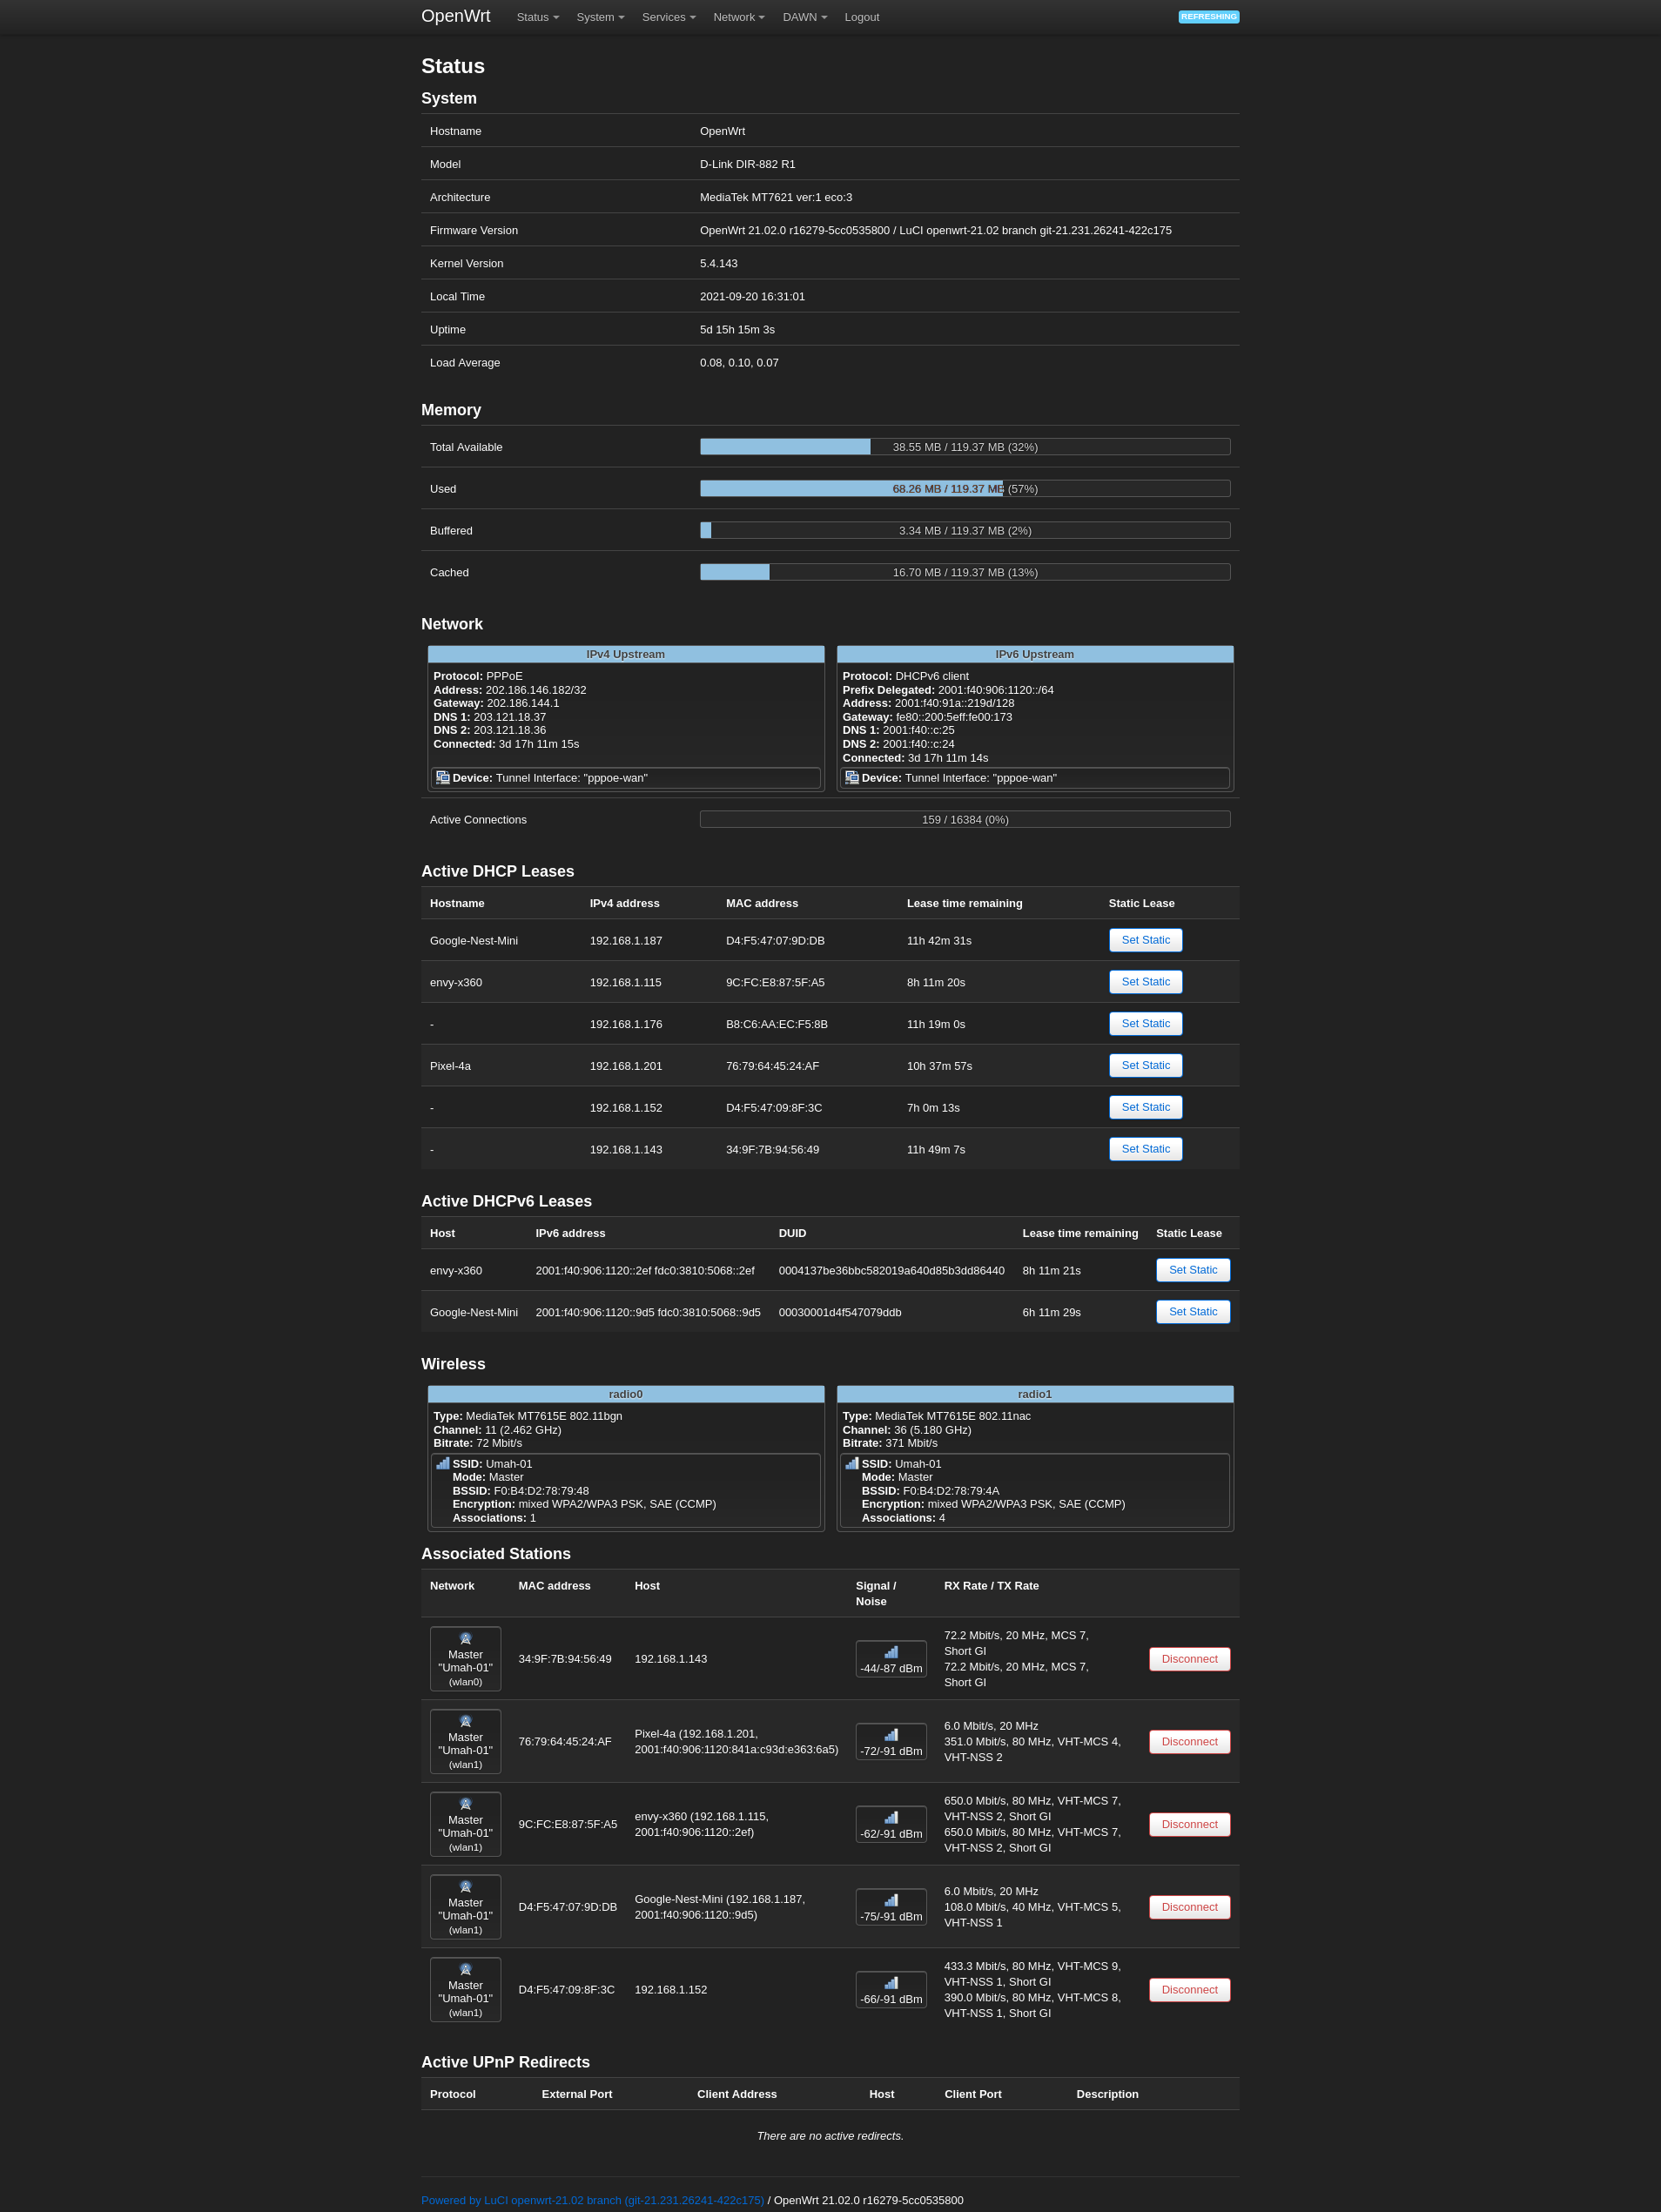 OpenWrt Status System Services Network DAWN Logout REFRESHING
Status
System
Hostname OpenWrt
Model D-Link DIR-882 R1
Architecture MediaTek MT7621 ver:1 eco:3
Firmware Version OpenWrt 21.02.0 r16279-5cc0535800 / LuCI openwrt-21.02 branch git-21.231.26241-422c175
Kernel Version 5.4.143
Local Time 2021-09-20 16:31:01
Uptime 5d 15h 15m 3s
Load Average 0.08, 0.10, 0.07
Memory
Total Available 38.55 MB / 119.37 MB (32%)
Used 68.26 MB / 119.37 MB (57%)
Buffered 3.34 MB / 119.37 MB (2%)
Cached 16.70 MB / 119.37 MB (13%)
Network
IPv4 Upstream
Protocol: PPPoE
Address: 202.186.146.182/32
Gateway: 202.186.144.1
DNS 1: 203.121.18.37
DNS 2: 203.121.18.36
Connected: 3d 17h 11m 15s
Device: Tunnel Interface: "pppoe-wan"
IPv6 Upstream
Protocol: DHCPv6 client
Prefix Delegated: 2001:f40:906:1120::/64
Address: 2001:f40:91a::219d/128
Gateway: fe80::200:5eff:fe00:173
DNS 1: 2001:f40::c:25
DNS 2: 2001:f40::c:24
Connected: 3d 17h 11m 14s
Device: Tunnel Interface: "pppoe-wan"
Active Connections 159 / 16384 (0%)
Active DHCP Leases
Hostname IPv4 address MAC address Lease time remaining Static Lease
Google-Nest-Mini 192.168.1.187 D4:F5:47:07:9D:DB 11h 42m 31s Set Static
envy-x360 192.168.1.115 9C:FC:E8:87:5F:A5 8h 11m 20s Set Static
- 192.168.1.176 B8:C6:AA:EC:F5:8B 11h 19m 0s Set Static
Pixel-4a 192.168.1.201 76:79:64:45:24:AF 10h 37m 57s Set Static
- 192.168.1.152 D4:F5:47:09:8F:3C 7h 0m 13s Set Static
- 192.168.1.143 34:9F:7B:94:56:49 11h 49m 7s Set Static
Active DHCPv6 Leases
Host IPv6 address DUID Lease time remaining Static Lease
envy-x360 2001:f40:906:1120::2ef fdc0:3810:5068::2ef 0004137be36bbc582019a640d85b3dd86440 8h 11m 21s Set Static
Google-Nest-Mini 2001:f40:906:1120::9d5 fdc0:3810:5068::9d5 00030001d4f547079ddb 6h 11m 29s Set Static
Wireless
radio0
Type: MediaTek MT7615E 802.11bgn
Channel: 11 (2.462 GHz)
Bitrate: 72 Mbit/s
SSID: Umah-01
Mode: Master
BSSID: F0:B4:D2:78:79:48
Encryption: mixed WPA2/WPA3 PSK, SAE (CCMP)
Associations: 1
radio1
Type: MediaTek MT7615E 802.11nac
Channel: 36 (5.180 GHz)
Bitrate: 371 Mbit/s
SSID: Umah-01
Mode: Master
BSSID: F0:B4:D2:78:79:4A
Encryption: mixed WPA2/WPA3 PSK, SAE (CCMP)
Associations: 4
Associated Stations
Network MAC address Host Signal / Noise RX Rate / TX Rate
Master "Umah-01" (wlan0)
34:9F:7B:94:56:49
192.168.1.143
-44/-87 dBm
72.2 Mbit/s, 20 MHz, MCS 7,
Short GI
72.2 Mbit/s, 20 MHz, MCS 7,
Short GI
Disconnect
Master "Umah-01" (wlan1)
76:79:64:45:24:AF
Pixel-4a (192.168.1.201,
2001:f40:906:1120:841a:c93d:e363:6a5)
-72/-91 dBm
6.0 Mbit/s, 20 MHz
351.0 Mbit/s, 80 MHz, VHT-MCS 4,
VHT-NSS 2
Disconnect
Master "Umah-01" (wlan1)
9C:FC:E8:87:5F:A5
envy-x360 (192.168.1.115,
2001:f40:906:1120::2ef)
-62/-91 dBm
650.0 Mbit/s, 80 MHz, VHT-MCS 7,
VHT-NSS 2, Short GI
650.0 Mbit/s, 80 MHz, VHT-MCS 7,
VHT-NSS 2, Short GI
Disconnect
Master "Umah-01" (wlan1)
D4:F5:47:07:9D:DB
Google-Nest-Mini (192.168.1.187,
2001:f40:906:1120::9d5)
-75/-91 dBm
6.0 Mbit/s, 20 MHz
108.0 Mbit/s, 40 MHz, VHT-MCS 5,
VHT-NSS 1
Disconnect
Master "Umah-01" (wlan1)
D4:F5:47:09:8F:3C
192.168.1.152
-66/-91 dBm
433.3 Mbit/s, 80 MHz, VHT-MCS 9,
VHT-NSS 1, Short GI
390.0 Mbit/s, 80 MHz, VHT-MCS 8,
VHT-NSS 1, Short GI
Disconnect
Active UPnP Redirects
Protocol External Port Client Address Host Client Port Description
There are no active redirects.
Powered by LuCI openwrt-21.02 branch (git-21.231.26241-422c175) / OpenWrt 21.02.0 r16279-5cc0535800